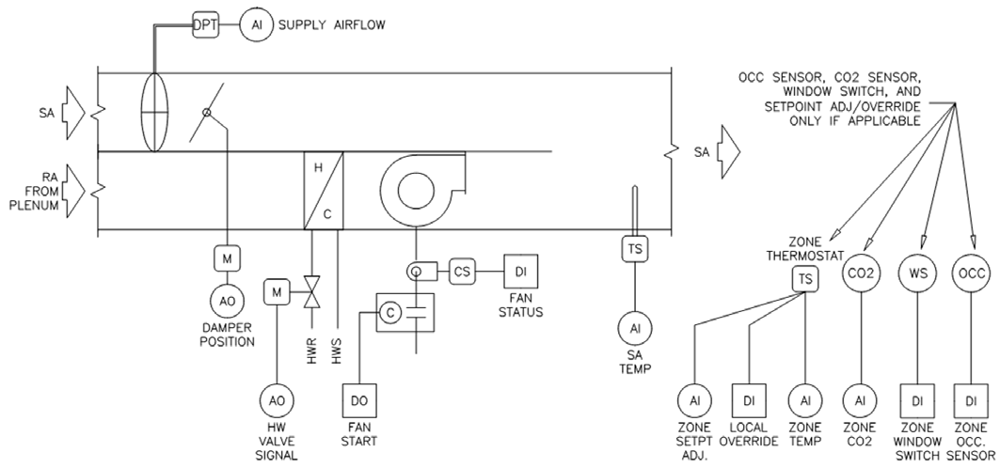 DPT
AI
SUPPLY AIRFLOW
OCC SENSOR, CO2 SENSOR,
WINDOW SWITCH, AND
SETPOINT ADJ/OVERRIDE
ONLY IF APPLICABLE
SA
SA
RA
FROM
PLENUM
H
C
M
AO
DAMPER
POSITION
M
HWR
HWS
AO
HW
VALVE
SIGNAL
CS
DI
FAN
STATUS
C
DO
FAN
START
TS
AI
SA
TEMP
ZONE
THERMOSTAT
TS
CO2
WS
OCC
AI
ZONE
SETPT
ADJ.
DI
LOCAL
OVERRIDE
AI
ZONE
TEMP
AI
ZONE
CO2
DI
ZONE
WINDOW
SWITCH
DI
ZONE
OCC.
SENSOR